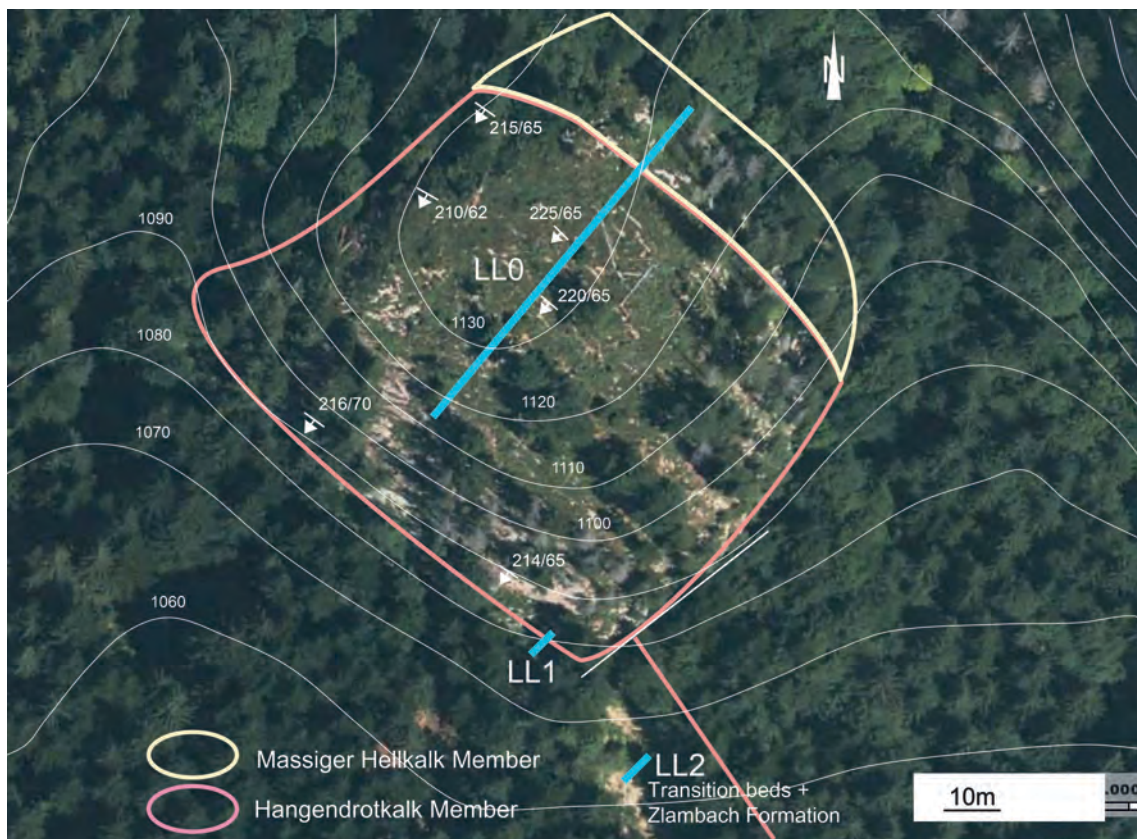 N
215/65
210/62
225/65
1090
LL0
220/65
1130
1080
1120
216/70
1070
1110
1100
214/65
1060
LL1
LL2
Massiger Hellkalk Member
Transition beds +
Hangendrotkalk Member
Zlambach Formation
10m
.000